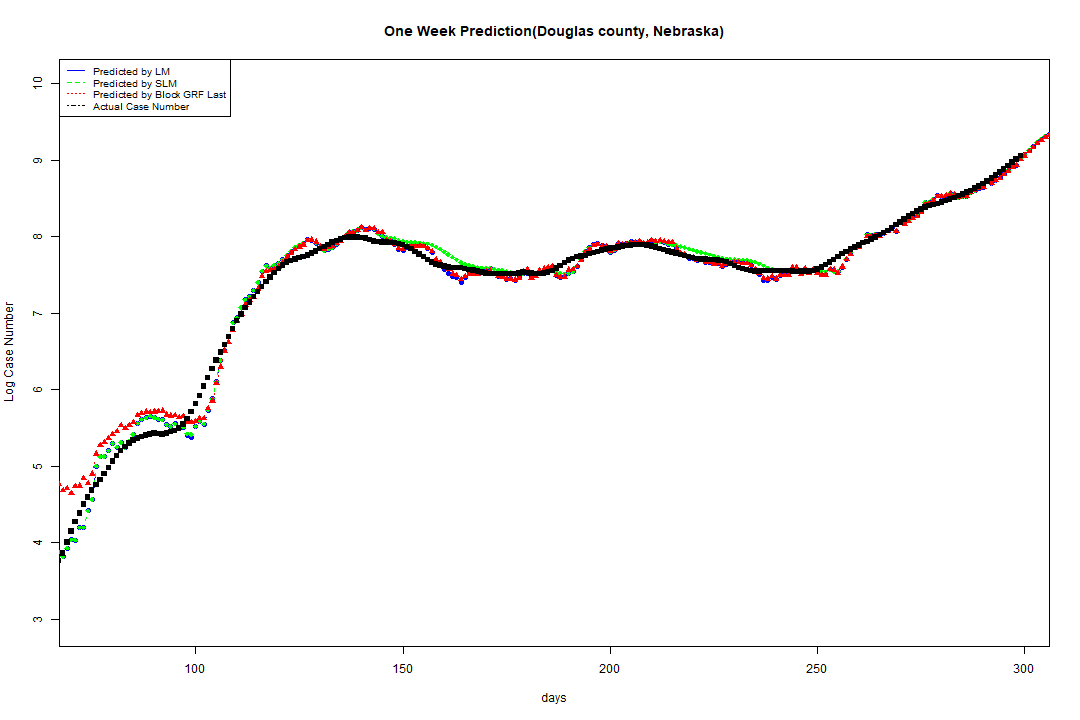 One Week Prediction(Douglas county, Nebraska)
Predicted by LM
Predicted by SLM
Predicted by Block GRF Last
Actual Case Number
10
9
8
7
6
5
4
3
Log Case Number
100 150 200 250 300
days